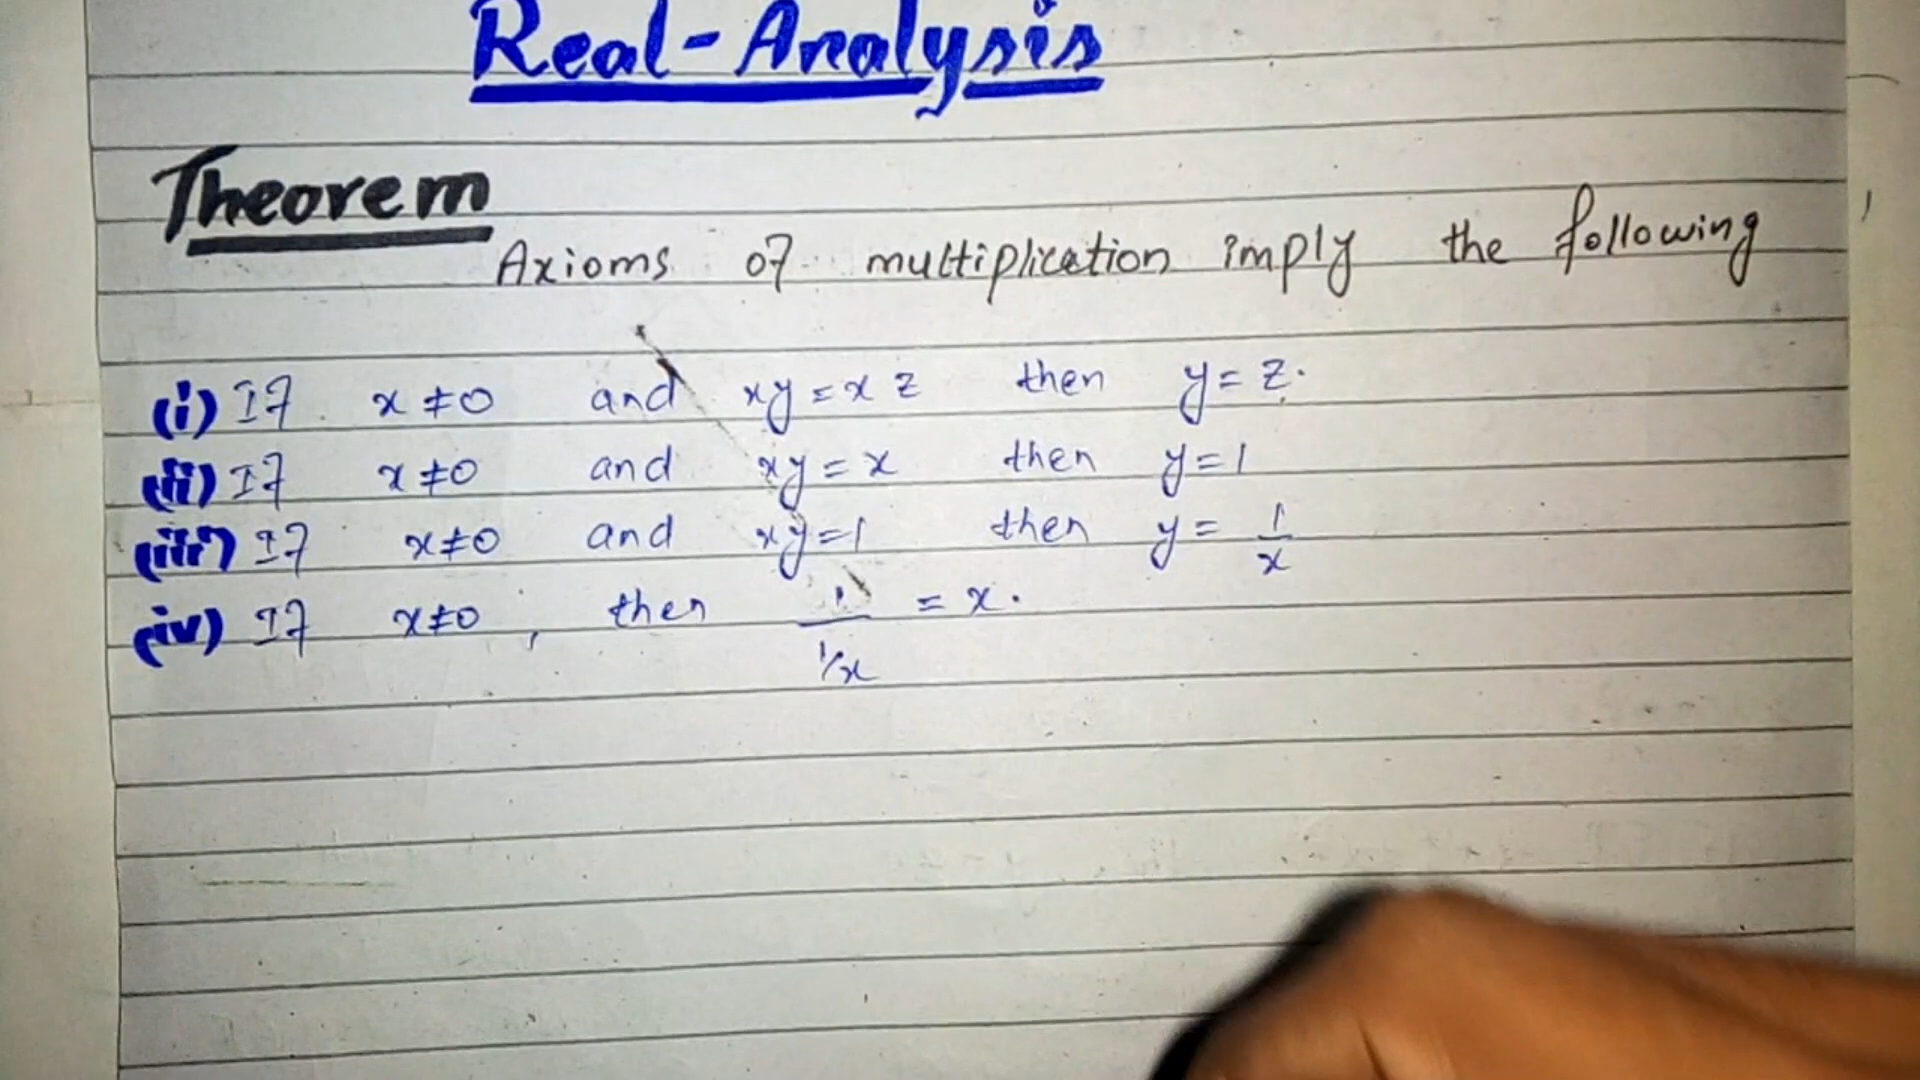 Real-Analysis
Theorem
Axioms of multiplication imply the following
(i) If x ≠ 0 and xy = x z then y = z.
(ii) If x ≠ 0 and xy = x then y = 1
(iii) If x ≠ 0 and xy = 1 then y = 1/x
(iv) If x ≠ 0, then 1/(1/x) = x.